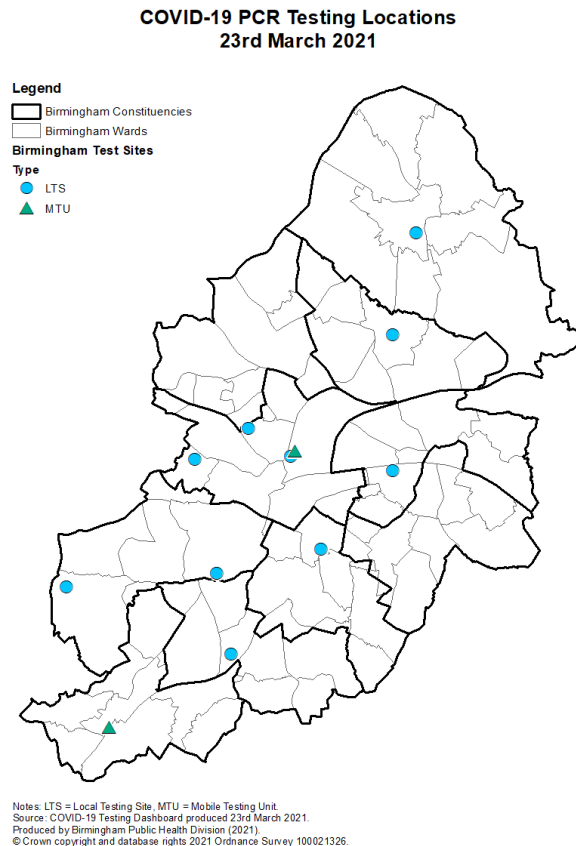 COVID-19 PCR Testing Locations
23rd March 2021
Legend
Birmingham Constituencies
Birmingham Wards
Birmingham Test Sites
Type
LTS
MTU
Notes: LTS = Local Testing Site, MTU = Mobile Testing Unit.
Source: COVID-19 Testing Dashboard produced 23rd March 2021.
Produced by Birmingham Public Health Division (2021).
© Crown copyright and database rights 2021 Ordnance Survey 100021326.